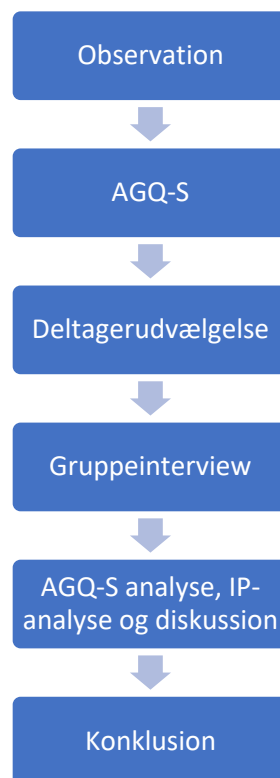 Observation
AGQ-S
Deltagerudvælgelse
Gruppeinterview
AGQ-S analyse, IP-
analyse og diskussion
Konklusion